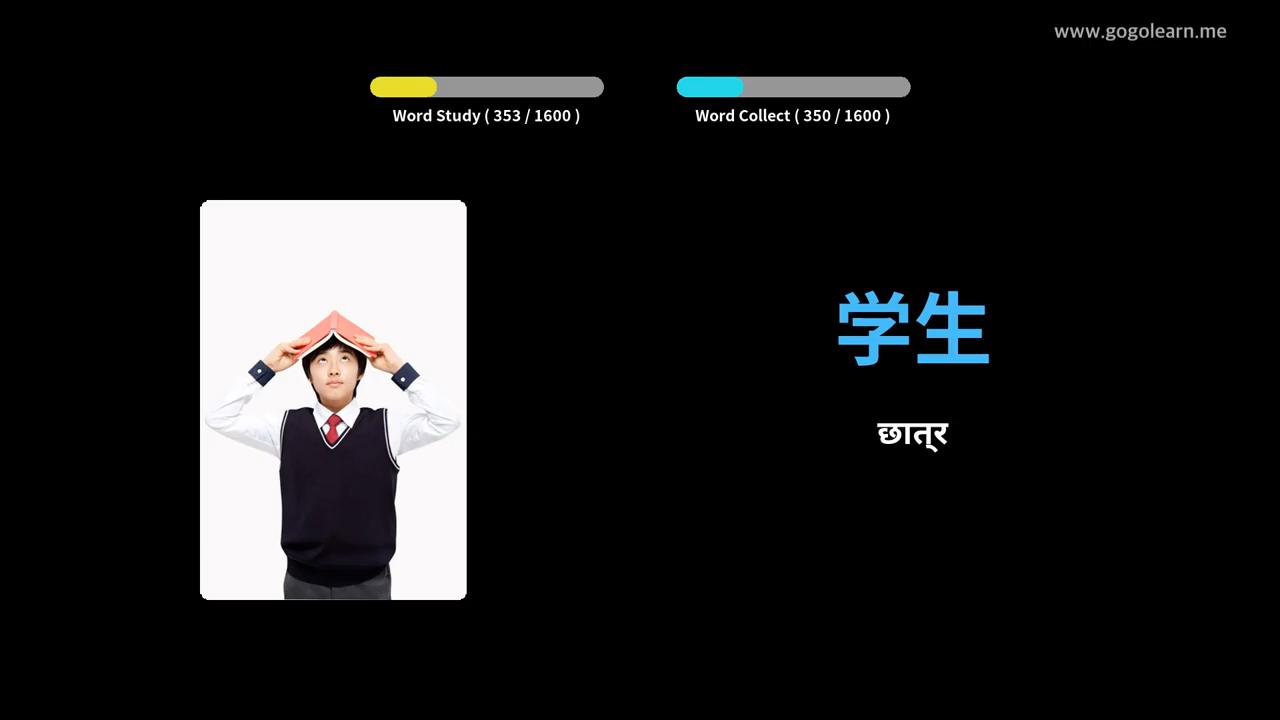 www.gogolearn.me
Word Study ( 353 / 1600 )
Word Collect ( 350 / 1600 )
学生
छात्र